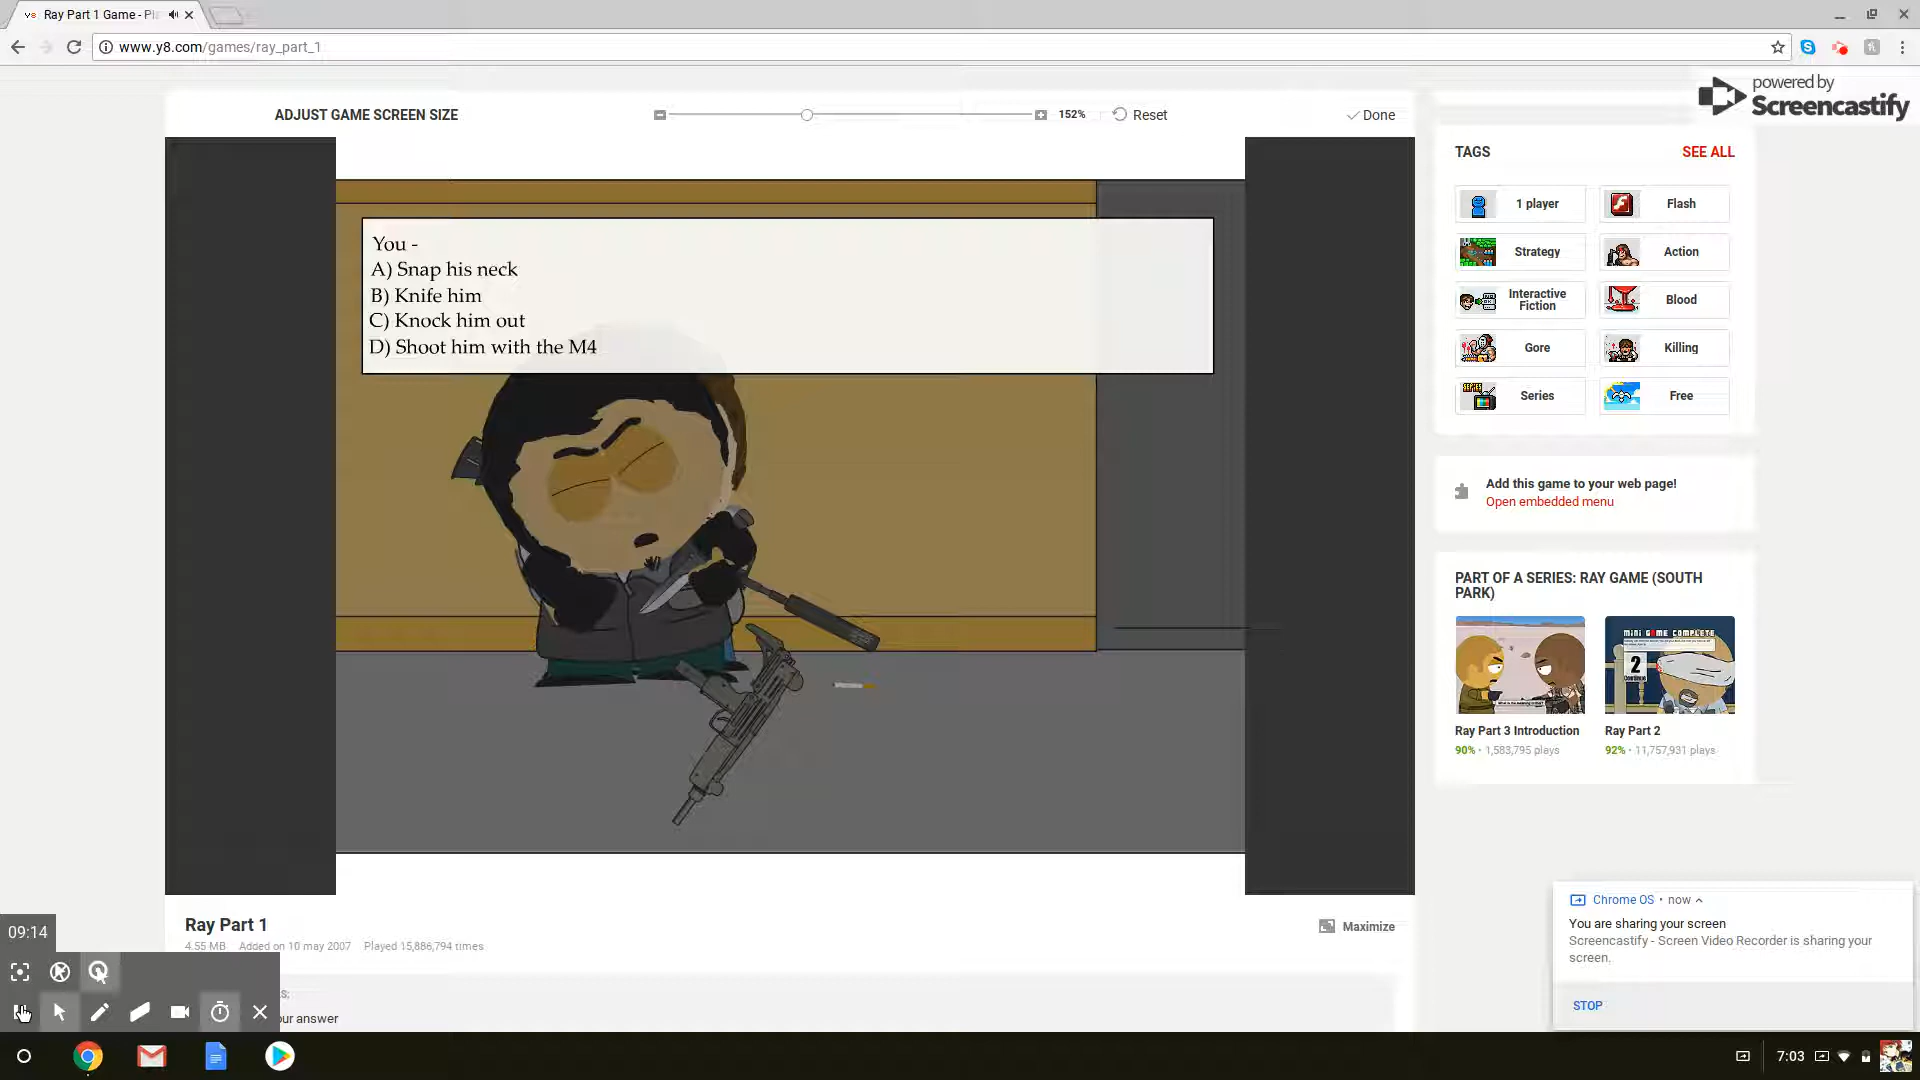 Ray Part 1 Game - Pl
www.y8.com/games/ray_part_1
powered by
Screencastify
ADJUST GAME SCREEN SIZE
152%
Reset
Done
You -
A) Snap his neck
B) Knife him
C) Knock him out
D) Shoot him with the M4
TAGS
SEE ALL
1 player
Flash
Strategy
Action
Interactive
Fiction
Blood
Gore
Killing
Series
Free
Add this game to your web page!
Open embedded menu
PART OF A SERIES: RAY GAME (SOUTH
PARK)
MINI GAME COMPLETE
2
Ray Part 3 Introduction
90% · 1,583,795 plays
Ray Part 2
92% · 11,757,931 plays
Ray Part 1
4.55 MB Added on 10 may 2007 Played 15,886,794 times
Maximize
09:14
s:
our answer
Chrome OS · now
You are sharing your screen
Screencastify - Screen Video Recorder is sharing your
screen.
STOP
7:03